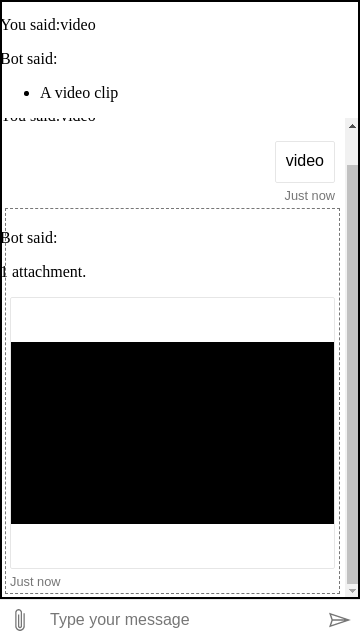 You said:video
Bot said:
A video clip
You said:video
video
Just now
Bot said:
1 attachment.
Just now
Type your message